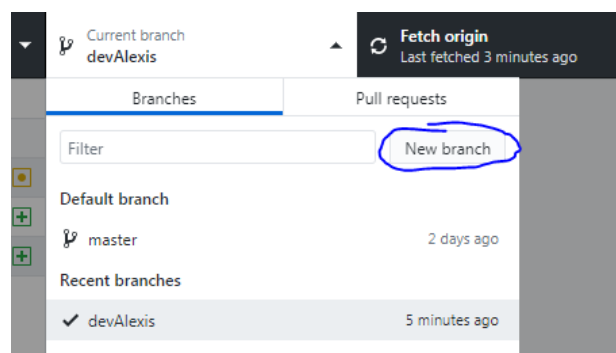 Current branch
devAlexis
Fetch origin
Last fetched 3 minutes ago
Branches
Pull requests
Filter
New branch
Default branch
master
2 days ago
Recent branches
devAlexis
5 minutes ago